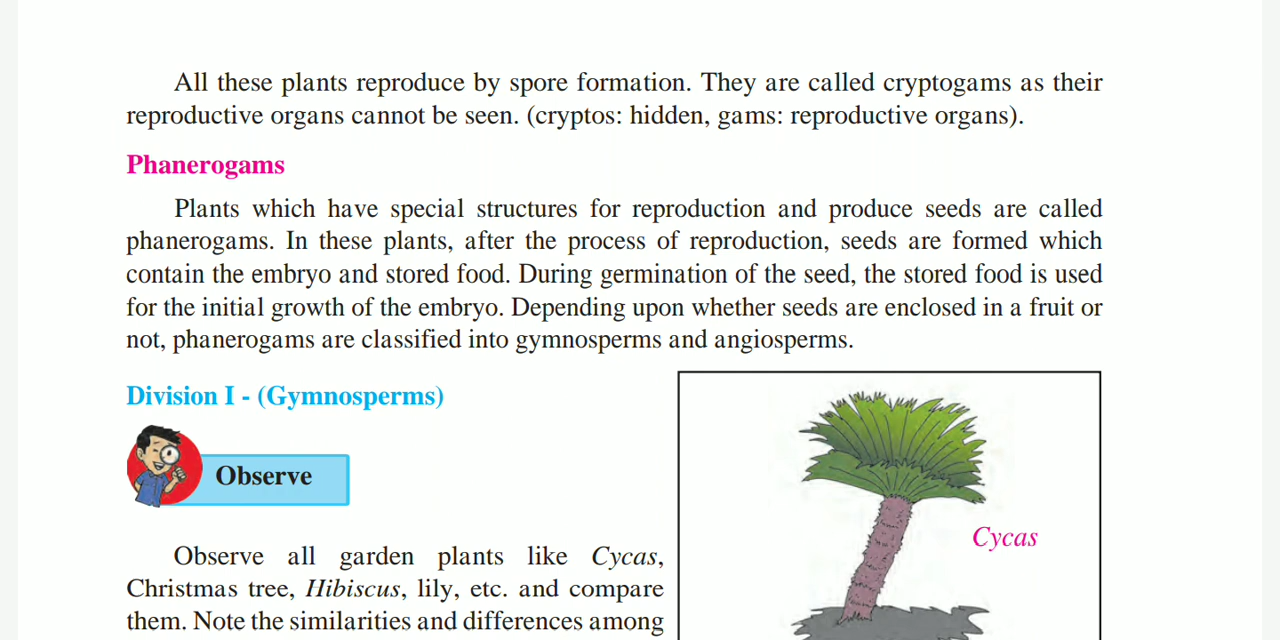 All these plants reproduce by spore formation. They are called cryptogams as their
reproductive organs cannot be seen. (cryptos: hidden, gams: reproductive organs).
Phanerogams
Plants which have special structures for reproduction and produce seeds are called
phanerogams. In these plants, after the process of reproduction, seeds are formed which
contain the embryo and stored food. During germination of the seed, the stored food is used
for the initial growth of the embryo. Depending upon whether seeds are enclosed in a fruit or
not, phanerogams are classified into gymnosperms and angiosperms.
Division I - (Gymnosperms)
Observe
Observe all garden plants like Cycas,
Christmas tree, Hibiscus, lily, etc. and compare
them. Note the similarities and differences among
Cycas